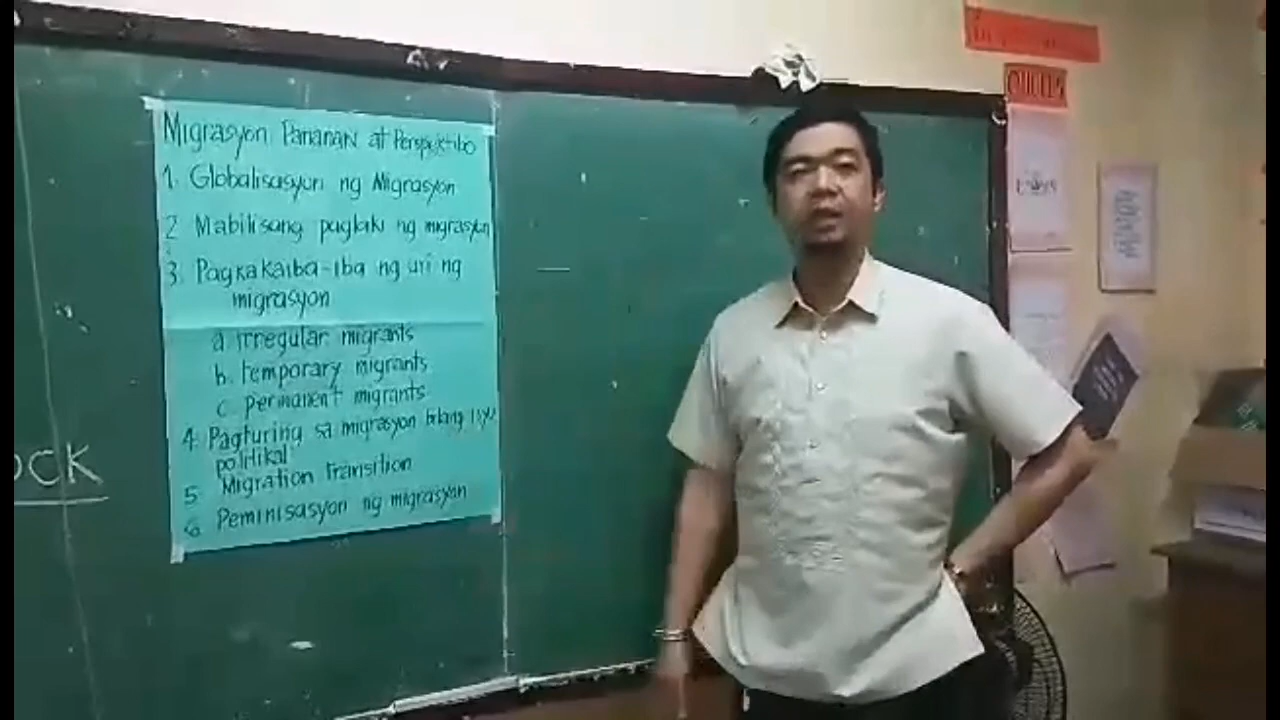 Migrasyon Pananaw at Perspektibo
1. Globalisasyon ng Migrasyon
2 Mabilisang paglaki ng migrasyon
3. Pagkakaiba-iba ng uri ng
migrasyon
a. irregular migrants
b. temporary migrants
c. permanent migrants
4. Pagturing sa migrasyon bilang isyu
politikal
5 Migration transition
6 Peminisasyon ng migrasyon
OCK